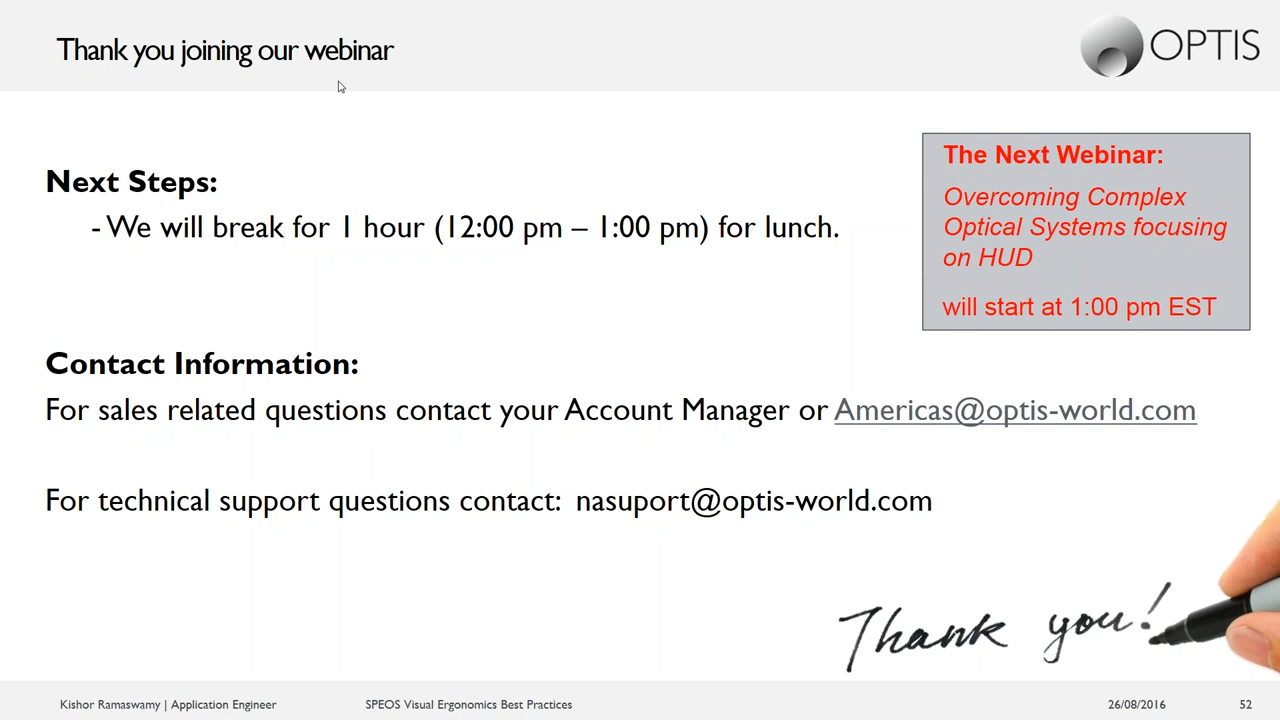 Thank you joining our webinar
OPTIS
Next Steps:
- We will break for 1 hour (12:00 pm – 1:00 pm) for lunch.
The Next Webinar:
Overcoming Complex
Optical Systems focusing
on HUD
will start at 1:00 pm EST
Contact Information:
For sales related questions contact your Account Manager or Americas@optis-world.com
For technical support questions contact: nasuport@optis-world.com
Thank you!
Kishor Ramaswamy | Application Engineer
SPEOS Visual Ergonomics Best Practices
26/08/2016
52